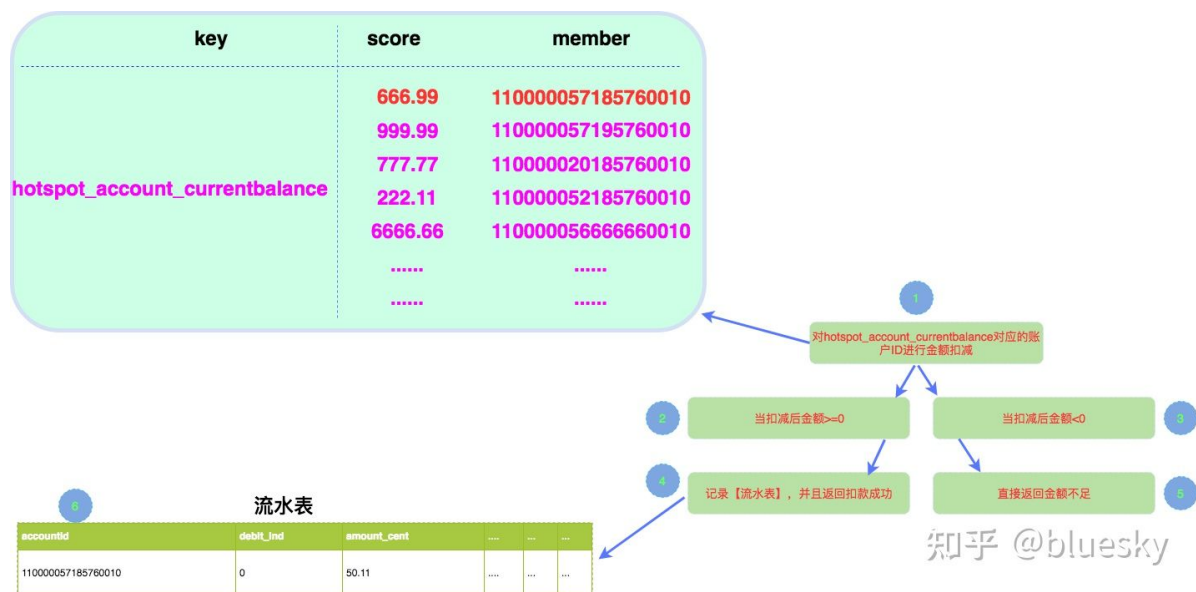 key score member
666.99 110000057185760010
999.99 110000057195760010
777.77 110000020185760010
hotspot_account_currentbalance
222.11 110000052185760010
6666.66 110000056666660010
...... ......
...... ......
1
对hotspot_account_currentbalance对应的账
户ID进行金额扣减
2 当扣减后金额>=0 当扣减后金额<0 3
4 记录【流水表】，并且返回扣款成功 直接返回金额不足 5
6 流水表
accountid debit_ind amount_cent .... ... ...
110000057185760010 0 50.11 .... ... ...
知乎 @bluesky